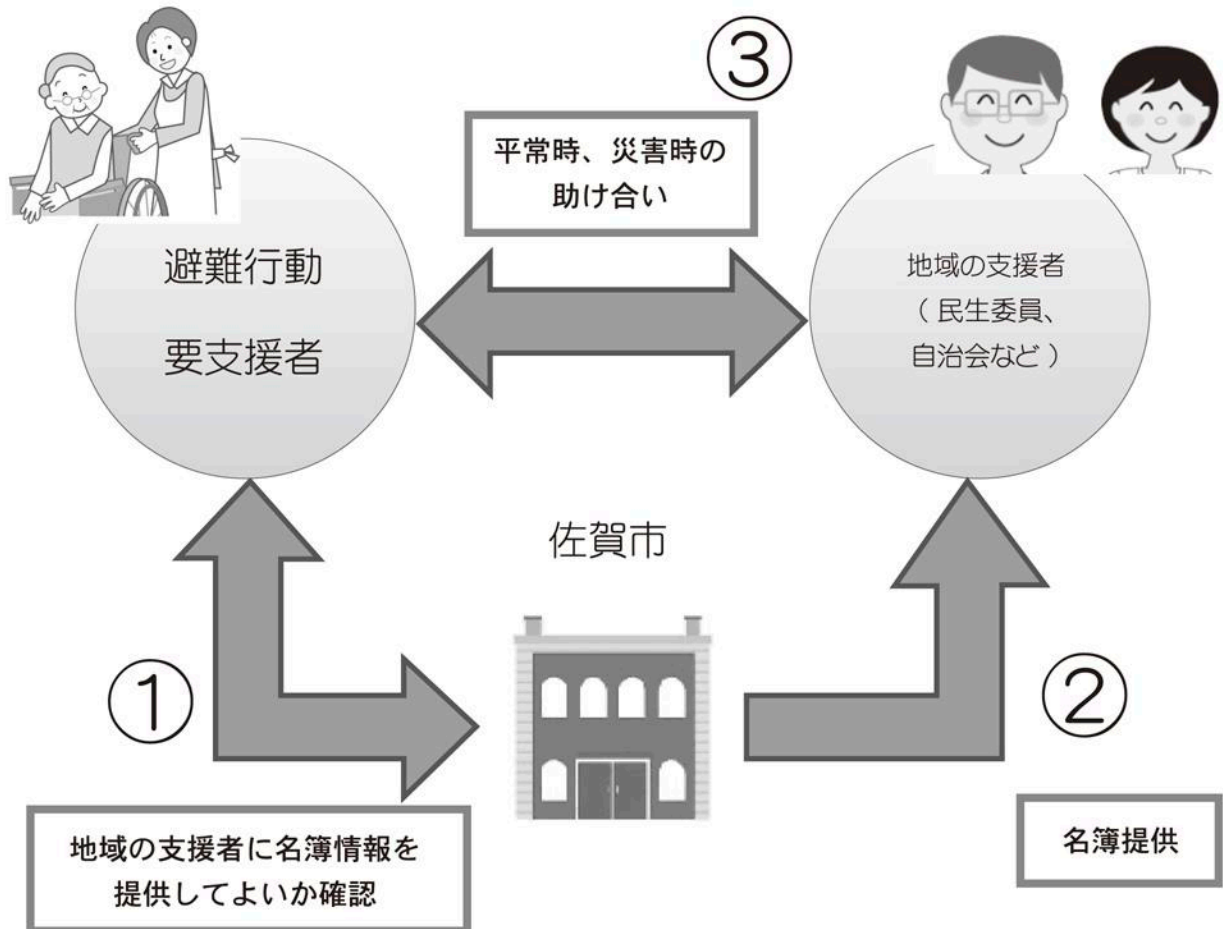 ③
平常時、災害時の
助け合い
避難行動
要支援者
地域の支援者
（民生委員、
自治会など）
佐賀市
①
②
地域の支援者に名簿情報を
提供してよいか確認
名簿提供